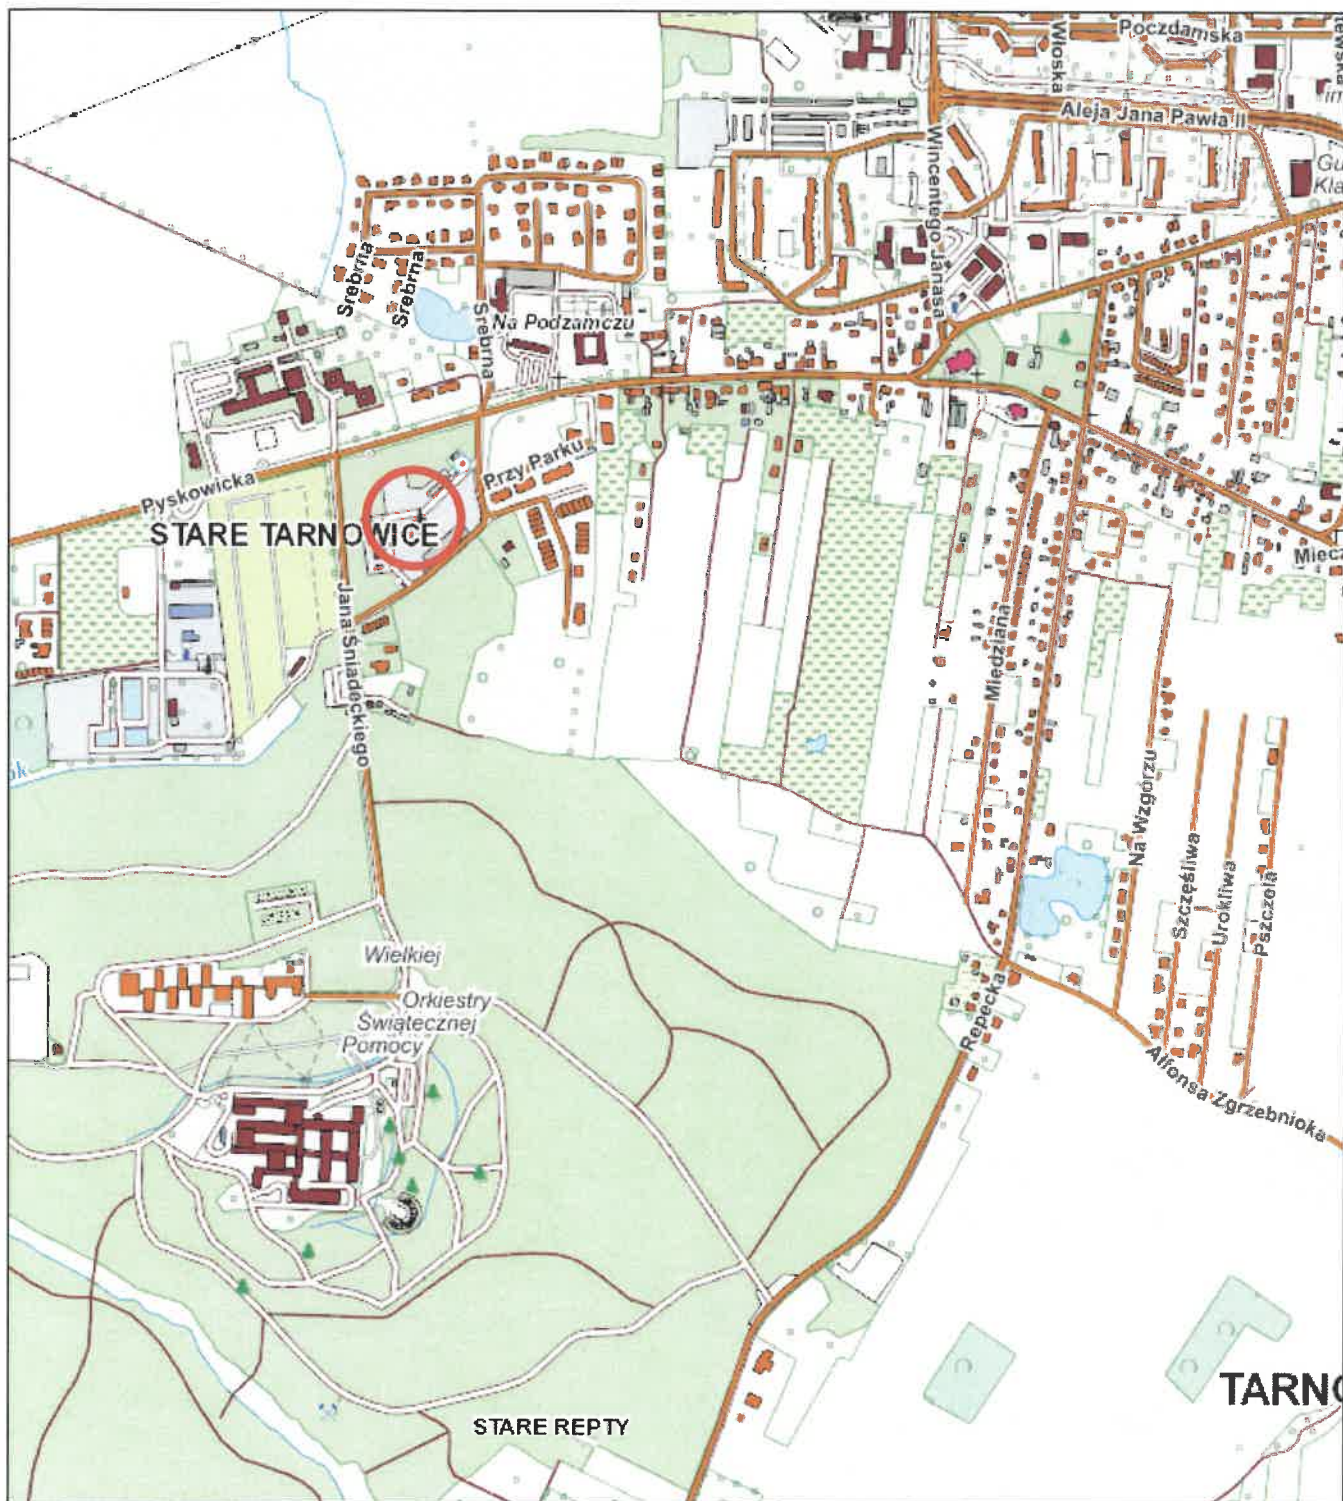 Poczdamska
Włoska
Aleja Jana Pawła II
Wincentego Janasa
Srebrna
Srebrna
Srebrna
Na Podzamczu
Przy Parku
Pyskowicka
STARE TARNOWICE
Jana Śniadeckiego
Miedziana
Na Wzgórzu
Szczęśliwa
Urokliwa
Pszczela
Wielkiej
Orkiestry
Świątecznej
Pomocy
Repecka
Alfonsa Zgrzebnioka
TARNO
STARE REPTY